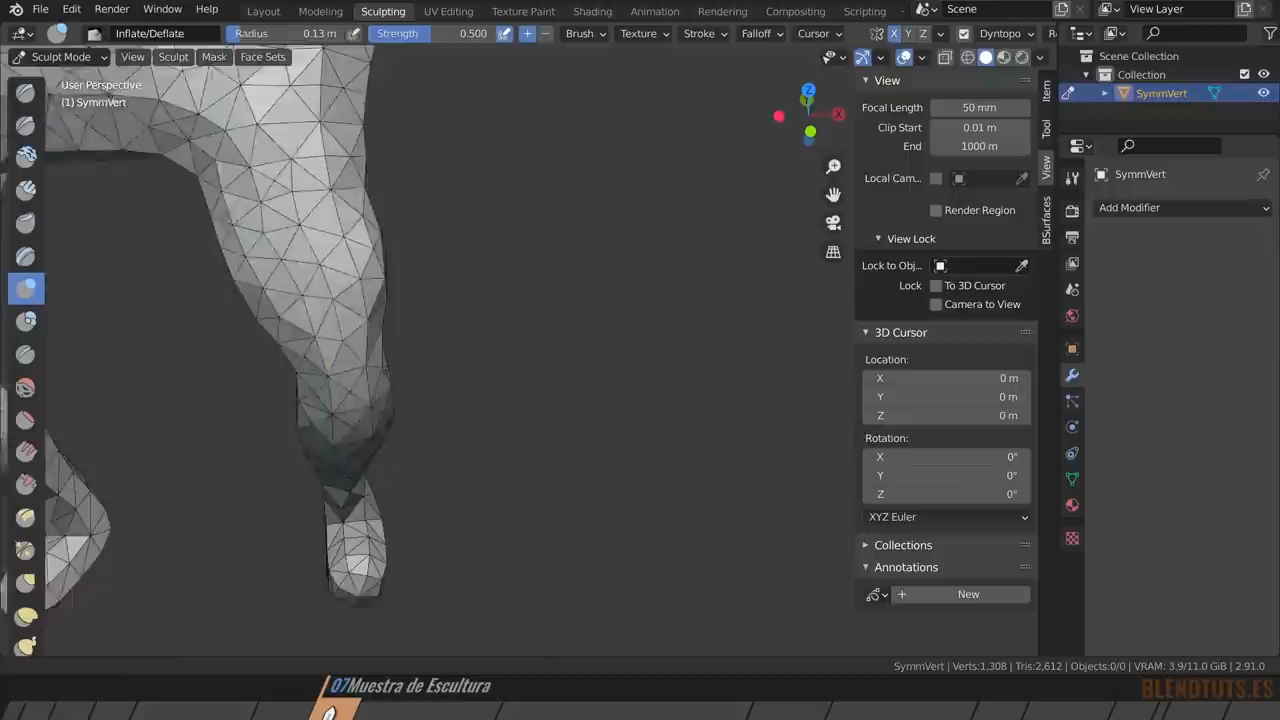 File Edit Render Window Help Layout Modeling Sculpting UV Editing Texture Paint Shading Animation Rendering Compositing Scripting Scene View Layer
Inflate/Deflate Radius 0.13 m Strength 0.500 Brush Texture Stroke Falloff Cursor X Y Z Dyntopo
Sculpt Mode View Sculpt Mask Face Sets
User Perspective
(1) SymmVert
Z
Y
X
View
Focal Length 50 mm
Clip Start 0.01 m
End 1000 m
Local Cam...
Render Region
View Lock
Lock to Obj...
Lock To 3D Cursor
Camera to View
3D Cursor
Location:
X 0 m
Y 0 m
Z 0 m
Rotation:
X 0°
Y 0°
Z 0°
XYZ Euler
Collections
Annotations
New
Item
Tool
View
BSurfaces
Scene Collection
Collection
SymmVert
SymmVert
Add Modifier
SymmVert | Verts:1,308 | Tris:2,612 | Objects:0/0 | VRAM: 3.9/11.0 GiB | 2.91.0
07Muestra de Escultura
BLENDTUTS.ES